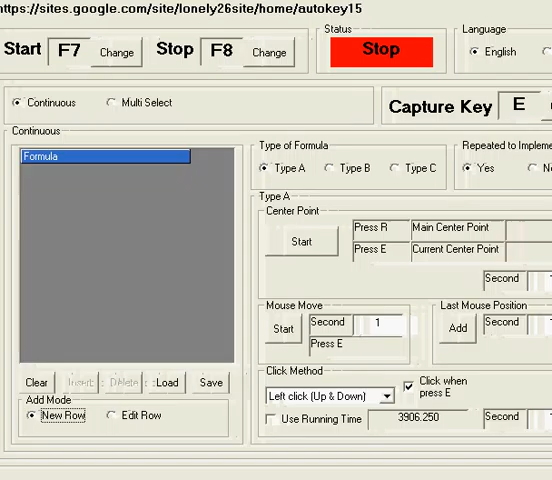 https://sites.google.com/site/lonely26site/home/autokey15
Start F7 Change Stop F8 Change
Status
Stop
Language
English
Continuous Multi Select
Capture Key E
Continuous
Formula
Clear Insert Delete Load Save
Add Mode
New Row Edit Row
Type of Formula
Type A Type B Type C
Repeated to Impleme
Yes
Type A
Center Point
Start
Press R Main Center Point
Press E Current Center Point
Second
Mouse Move
Start
Second 1
Press E
Last Mouse Position
Add
Second
Click Method
Left click (Up & Down)
Click when press E
Use Running Time 3906.250
Second